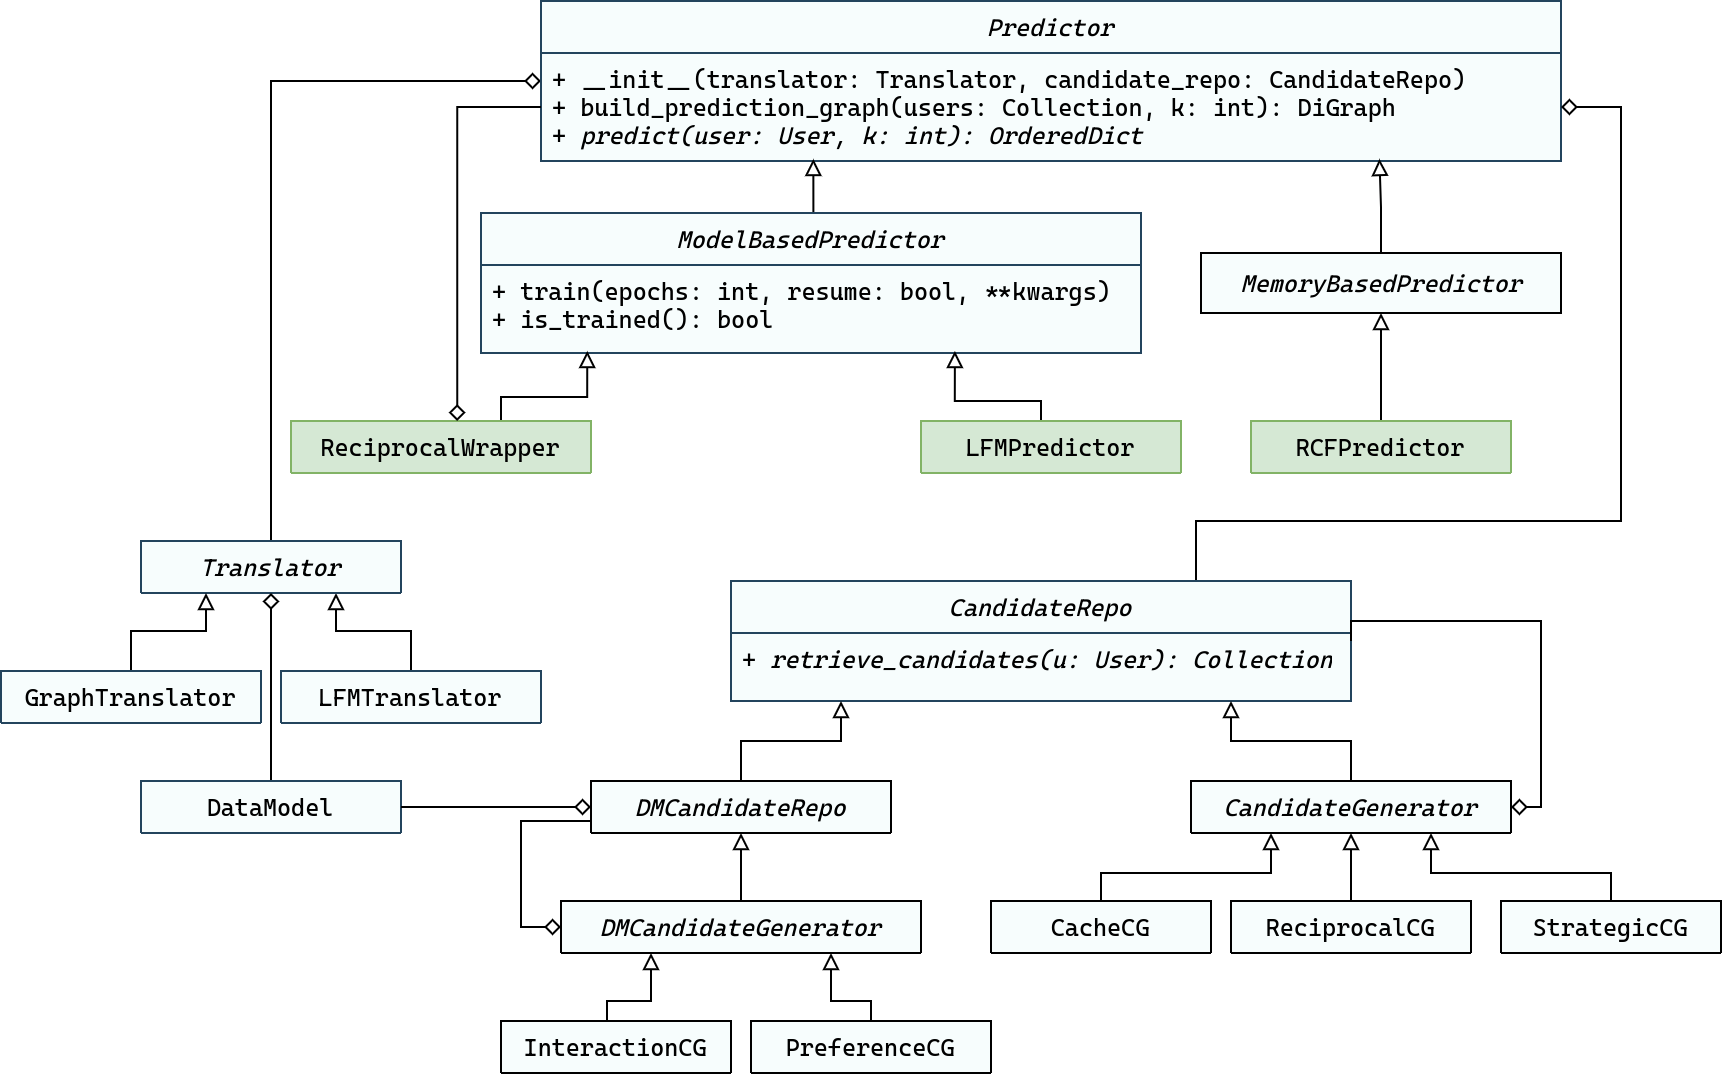 Predictor
+ __init__(translator: Translator, candidate_repo: CandidateRepo)
+ build_prediction_graph(users: Collection, k: int): DiGraph
+ predict(user: User, k: int): OrderedDict
ModelBasedPredictor
+ train(epochs: int, resume: bool, **kwargs)
+ is_trained(): bool
MemoryBasedPredictor
ReciprocalWrapper
LFMPredictor
RCFPredictor
Translator
CandidateRepo
+ retrieve_candidates(u: User): Collection
GraphTranslator
LFMTranslator
DataModel
DMCandidateRepo
CandidateGenerator
DMCandidateGenerator
CacheCG
ReciprocalCG
StrategicCG
InteractionCG
PreferenceCG